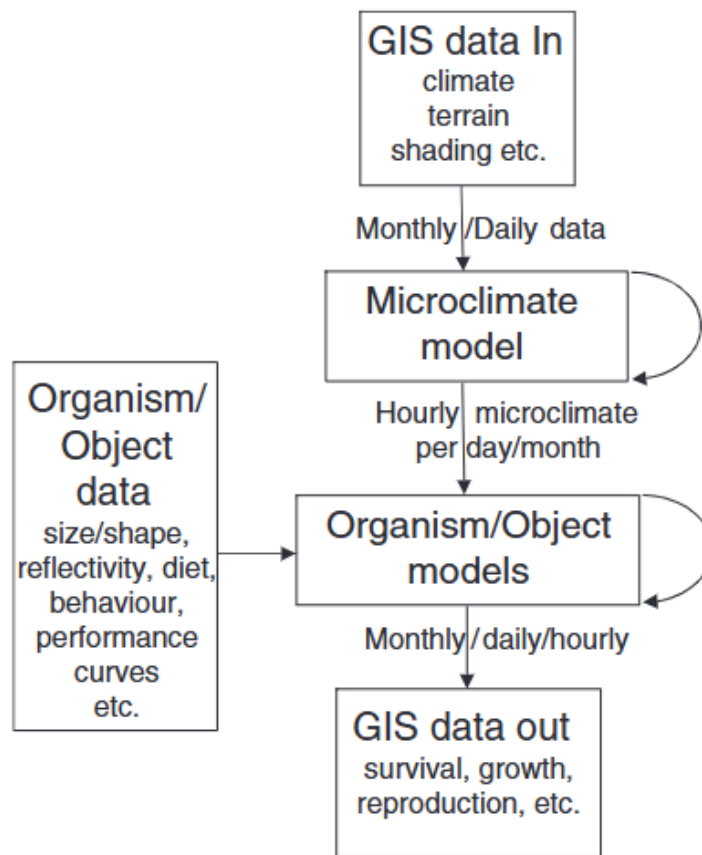 GIS data In
climate
terrain
shading etc.
Monthly/Daily data
Microclimate
model
Hourly microclimate
per day/month
Organism/
Object
data
size/shape,
reflectivity, diet,
behaviour,
performance
curves
etc.
Organism/Object
models
Monthly/daily/hourly
GIS data out
survival, growth,
reproduction, etc.